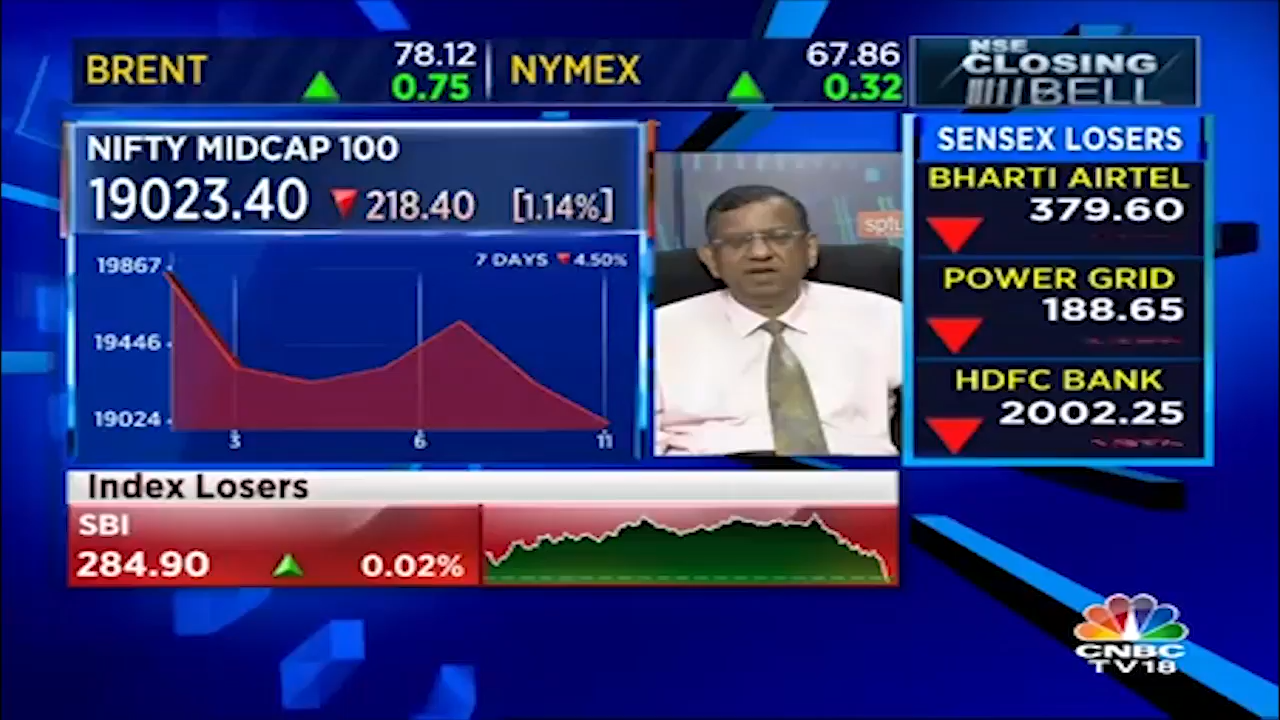 BRENT
78.12
0.75
NYMEX
67.86
0.32
NSE
CLOSING
BELL
NIFTY MIDCAP 100
19023.40 218.40 [1.14%]
7 DAYS 4.50%
19867
19446
19024
3 6 11
SENSEX LOSERS
BHARTI AIRTEL
379.60
POWER GRID
188.65
HDFC BANK
2002.25
Index Losers
SBI
284.90 0.02%
CNBC
TV18